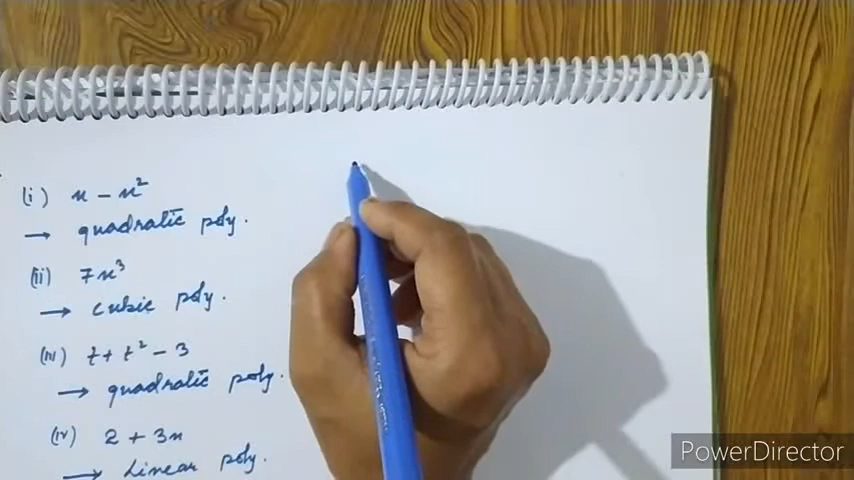 (i) x - x²
→ quadratic poly.
(ii) 7x³
→ cubic poly.
(iii) t + t² - 3
→ quadratic poly.
(iv) 2 + 3x
→ Linear poly.
PowerDirector